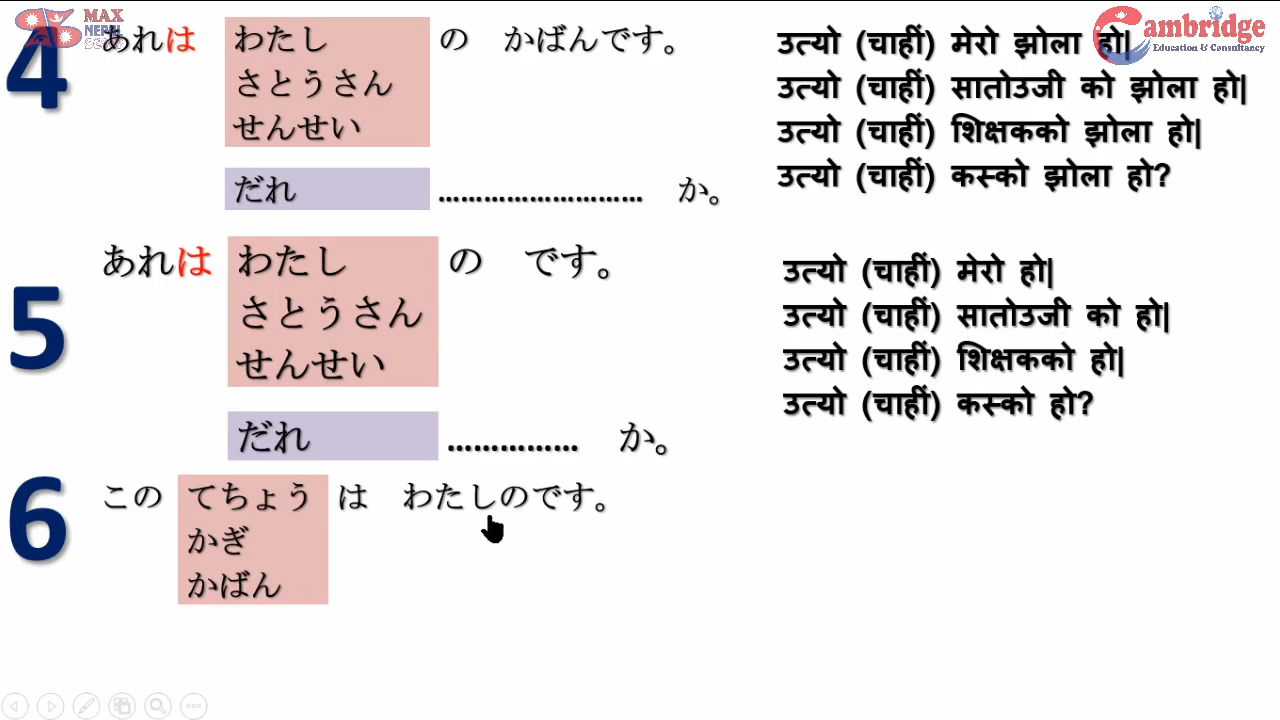 MAX
NEPAL
Cambridge
Education & Consultancy
4
あれは わたし の かばんです。
さとうさん
せんせい
だれ ............................ か。
उत्यो (चाहीं) मेरो झोला हो|
उत्यो (चाहीं) सातोउजी को झोला हो|
उत्यो (चाहीं) शिक्षकको झोला हो|
उत्यो (चाहीं) कस्को झोला हो?
5
あれは わたし の です。
さとうさん
せんせい
だれ ................ か。
उत्यो (चाहीं) मेरो हो|
उत्यो (चाहीं) सातोउजी को हो|
उत्यो (चाहीं) शिक्षकको हो|
उत्यो (चाहीं) कस्को हो?
6
この てちょう は わたしのです。
かぎ
かばん